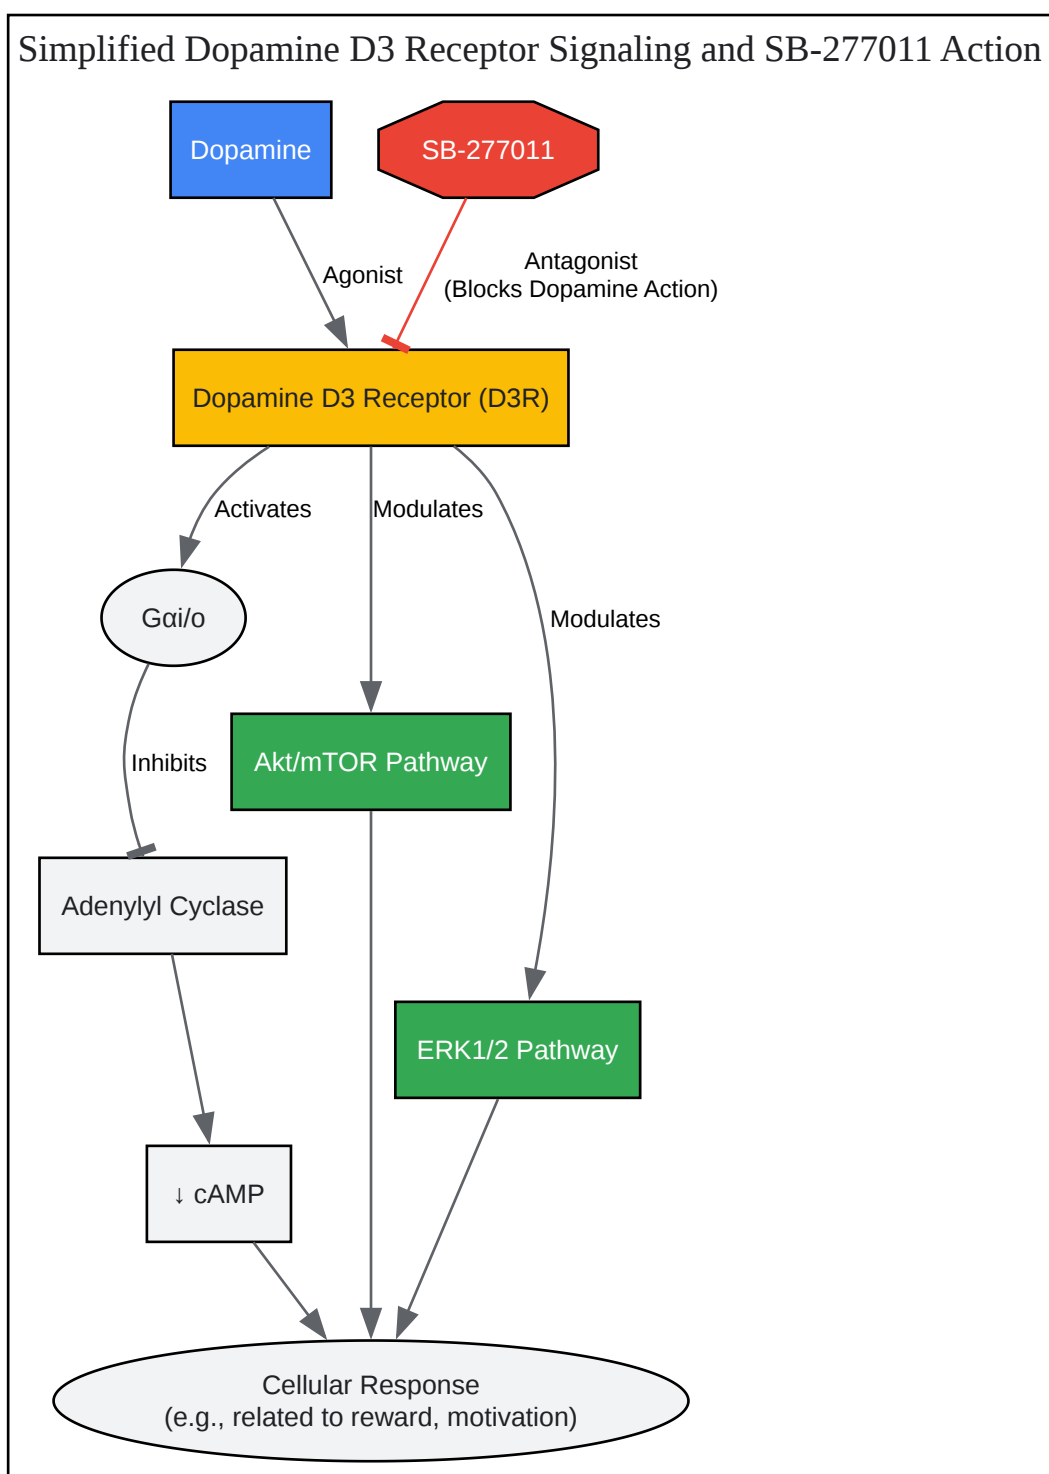 Simplified Dopamine D3 Receptor Signaling and SB-277011 Action
Dopamine
SB-277011
Agonist
Antagonist
(Blocks Dopamine Action)
Dopamine D3 Receptor (D3R)
Activates
Modulates
Gαi/o
Modulates
Inhibits
Akt/mTOR Pathway
Adenylyl Cyclase
ERK1/2 Pathway
↓ cAMP
Cellular Response
(e.g., related to reward, motivation)